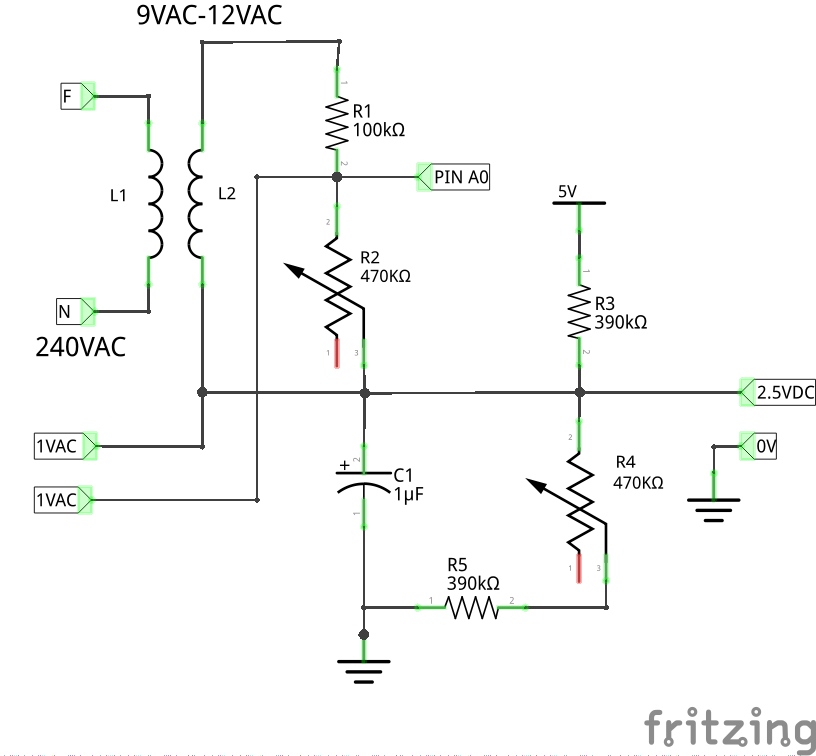 9VAC-12VAC
F
1
R1
100kΩ
2
PIN A0
5V
L1
L2
2
R2
470KΩ
1
R3
390kΩ
N
240VAC
1
3
2
2.5VDC
1VAC
2
+
C1
1µF
2
R4
470KΩ
0V
1VAC
1
R5
390kΩ
1
3
1
2
fritzing